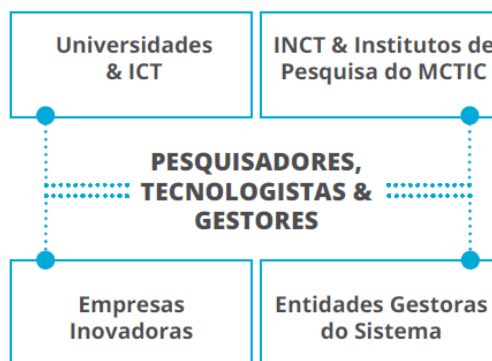 Universidades
& ICT
INCT & Institutos de
Pesquisa do MCTIC
PESQUISADORES,
TECNOLOGISTAS &
GESTORES
Empresas
Inovadoras
Entidades Gestoras
do Sistema